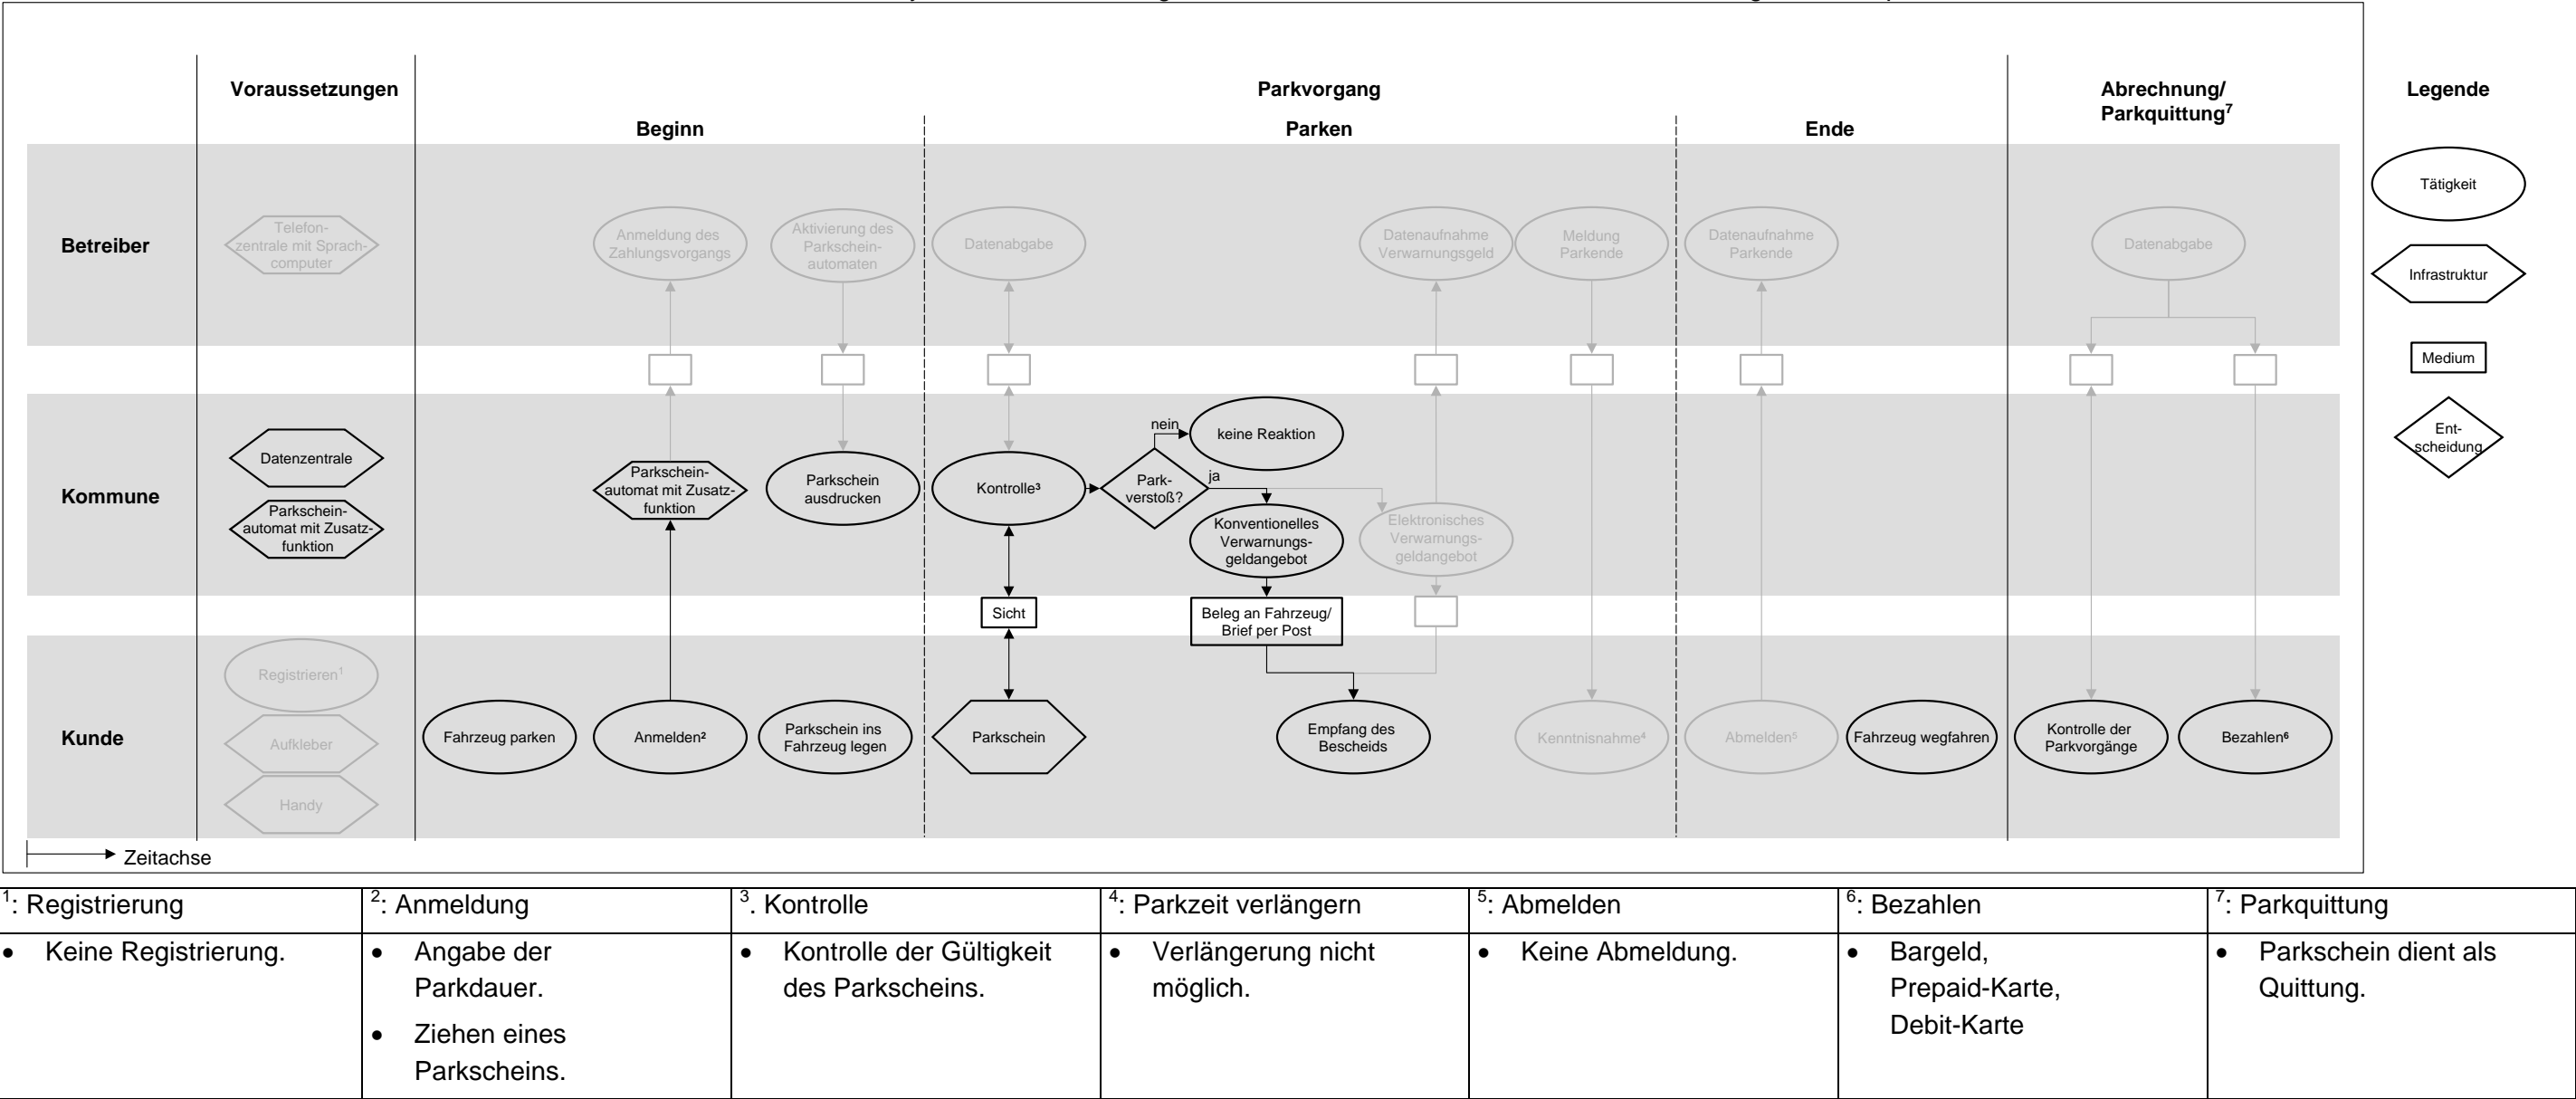 Voraussetzungen
Parkvorgang
Abrechnung/
Parkquittung7
Legende
Beginn
Parken
Ende
Betreiber
Telefon-
zentrale mit Sprach-
computer
Anmeldung des
Zahlungsvorgangs
Aktivierung des
Parkschein-
automaten
Datenabgabe
Datenaufnahme
Verwarnungsgeld
Meldung
Parkende
Datenaufnahme
Parkende
Datenabgabe
Tätigkeit
Infrastruktur
Medium
Ent-
scheidung
Kommune
Datenzentrale
Parkschein-
automat mit Zusatz-
funktion
Parkschein-
automat mit Zusatz-
funktion
Parkschein
ausdrucken
Kontrolle3
Park-
verstoß?
nein
ja
keine Reaktion
Konventionelles
Verwarnungs-
geldangebot
Elektronisches
Verwarnungs-
geldangebot
Sicht
Beleg an Fahrzeug/
Brief per Post
Kunde
Registrieren1
Aufkleber
Handy
Fahrzeug parken
Anmelden2
Parkschein ins
Fahrzeug legen
Parkschein
Empfang des
Bescheids
Kenntnisnahme4
Abmelden5
Fahrzeug wegfahren
Kontrolle der
Parkvorgänge
Bezahlen6
Zeitachse
1: Registrierung
2: Anmeldung
3. Kontrolle
4: Parkzeit verlängern
5: Abmelden
6: Bezahlen
7: Parkquittung
• Keine Registrierung.
• Angabe der
Parkdauer.
• Ziehen eines
Parkscheins.
• Kontrolle der Gültigkeit
des Parkscheins.
• Verlängerung nicht
möglich.
• Keine Abmeldung.
• Bargeld,
Prepaid-Karte,
Debit-Karte
• Parkschein dient als
Quittung.